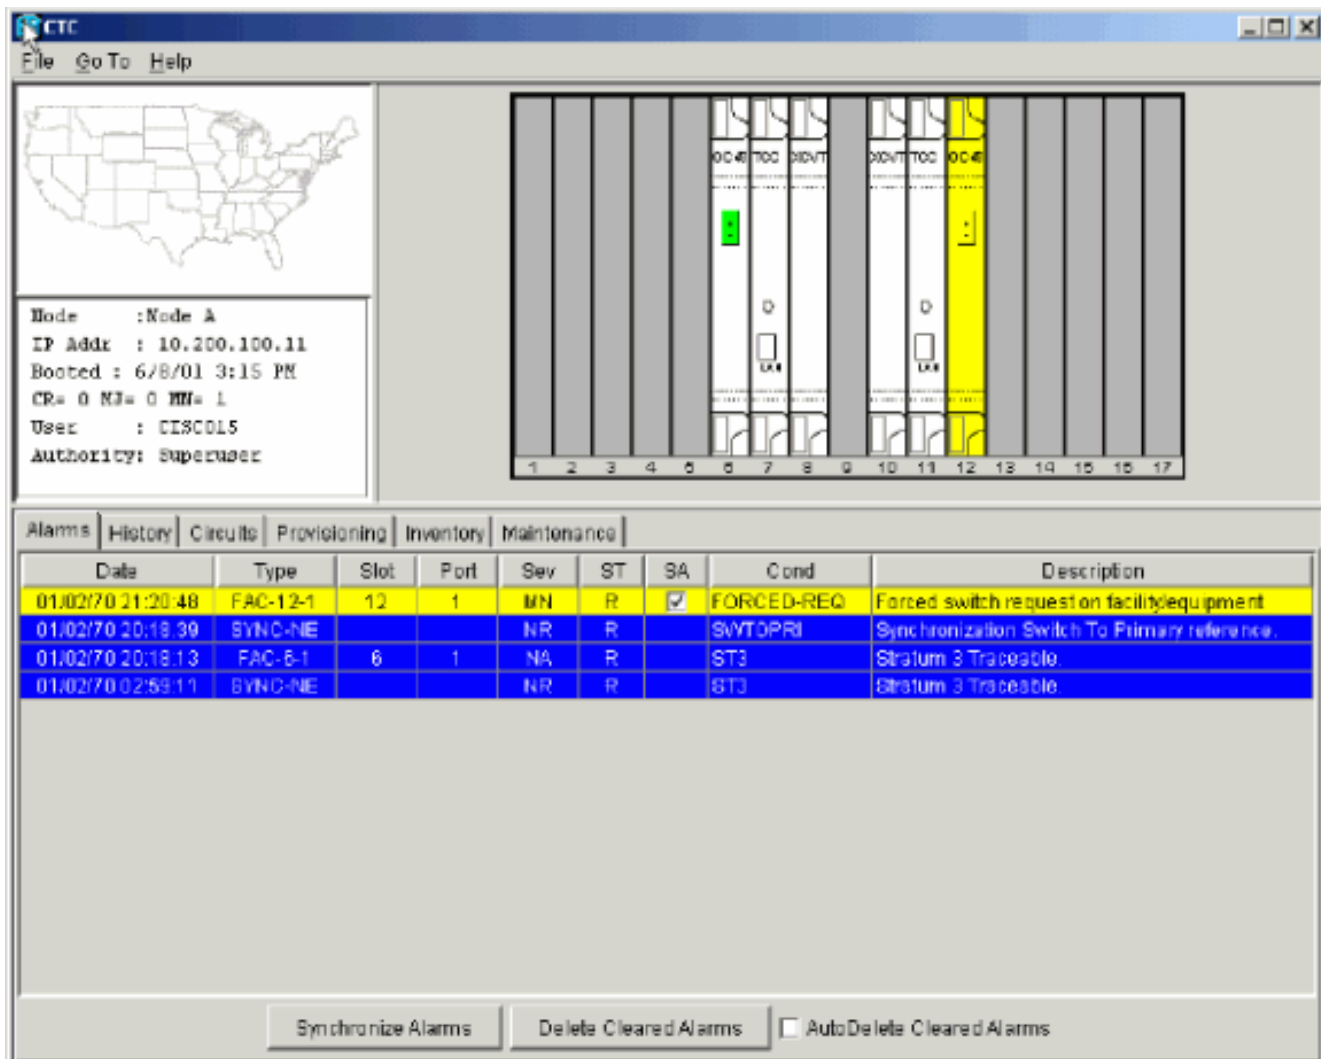 CTC
File Go To Help
OC48 TCC XCVT XCVT TCC OC48
LAN LAN
1 2 3 4 5 6 7 8 9 10 11 12 13 14 15 16 17
Node :Node A
IP Addr : 10.200.100.11
Booted : 6/8/01 3:15 PM
CR= 0 MJ= 0 MN= 1
User : CISCO15
Authority: Superuser
Alarms History Circuits Provisioning Inventory Maintenance
Date Type Slot Port Sev ST SA Cond Description
01/02/70 21:20:48 FAC-12-1 12 1 MN R FORCED-REQ Forced switch request on facility/equipment
01/02/70 20:18:39 SYNC-NE NR R SWTOPRI Synchronization Switch To Primary reference.
01/02/70 20:18:13 FAC-6-1 6 1 NA R ST3 Stratum 3 Traceable.
01/02/70 02:59:11 SYNC-NE NR R ST3 Stratum 3 Traceable.
Synchronize Alarms Delete Cleared Alarms AutoDelete Cleared Alarms